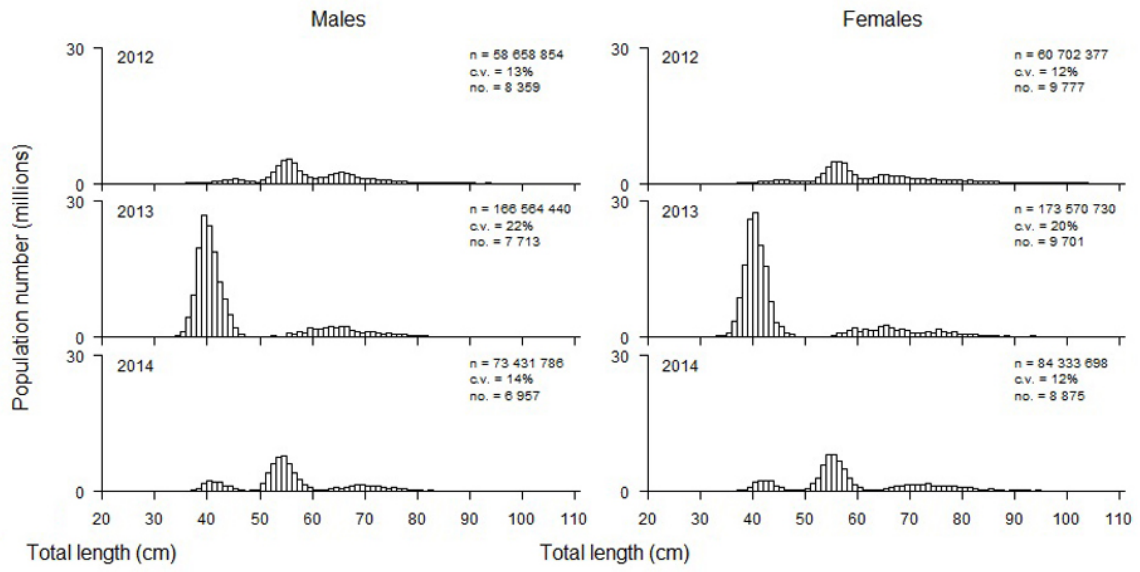 Males
Females
Population number (millions)
30
2012
n = 58 658 854
c.v. = 13%
no. = 8 359
0
30
2012
n = 60 702 377
c.v. = 12%
no. = 9 777
0
30
2013
n = 166 564 440
c.v. = 22%
no. = 7 713
0
30
2013
n = 173 570 730
c.v. = 20%
no. = 9 701
0
30
2014
n = 73 431 786
c.v. = 14%
no. = 6 957
0
30
2014
n = 84 333 698
c.v. = 12%
no. = 8 875
0
20 30 40 50 60 70 80 90 100 110
20 30 40 50 60 70 80 90 100 110
Total length (cm)
Total length (cm)